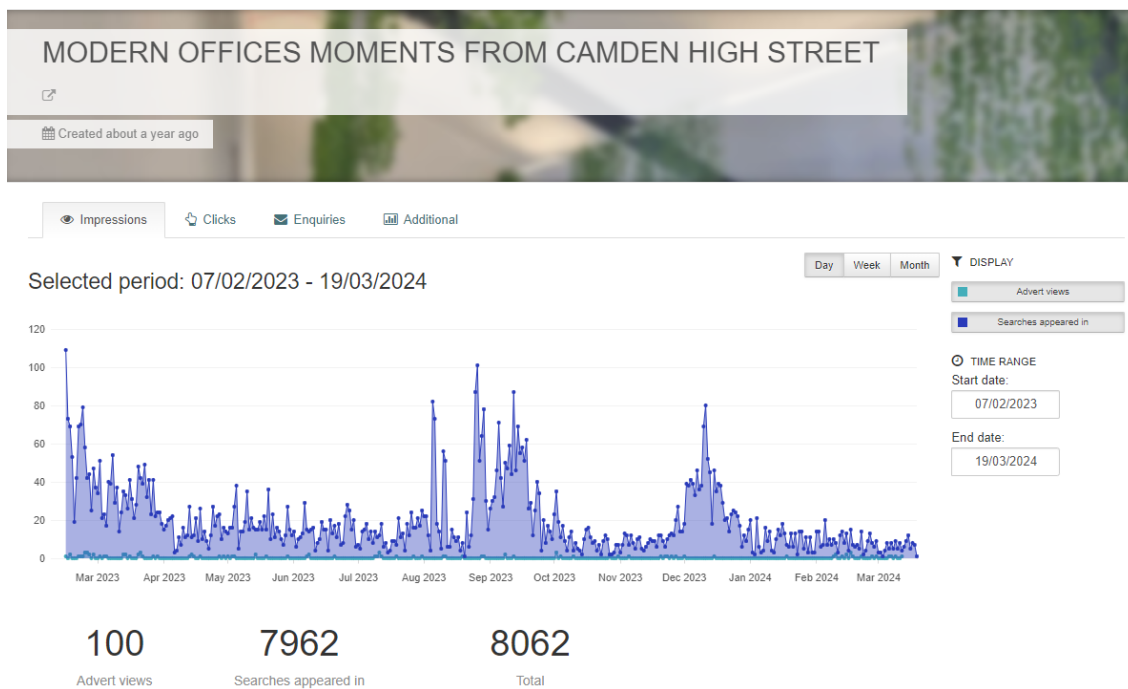 MODERN OFFICES MOMENTS FROM CAMDEN HIGH STREET
Created about a year ago
Impressions Clicks Enquiries Additional
Selected period: 07/02/2023 - 19/03/2024
Day Week Month
DISPLAY
Advert views
Searches appeared in
TIME RANGE
Start date:
07/02/2023
End date:
19/03/2024
120
100
80
60
40
20
0
Mar 2023 Apr 2023 May 2023 Jun 2023 Jul 2023 Aug 2023 Sep 2023 Oct 2023 Nov 2023 Dec 2023 Jan 2024 Feb 2024 Mar 2024
100 7962 8062
Advert views Searches appeared in Total